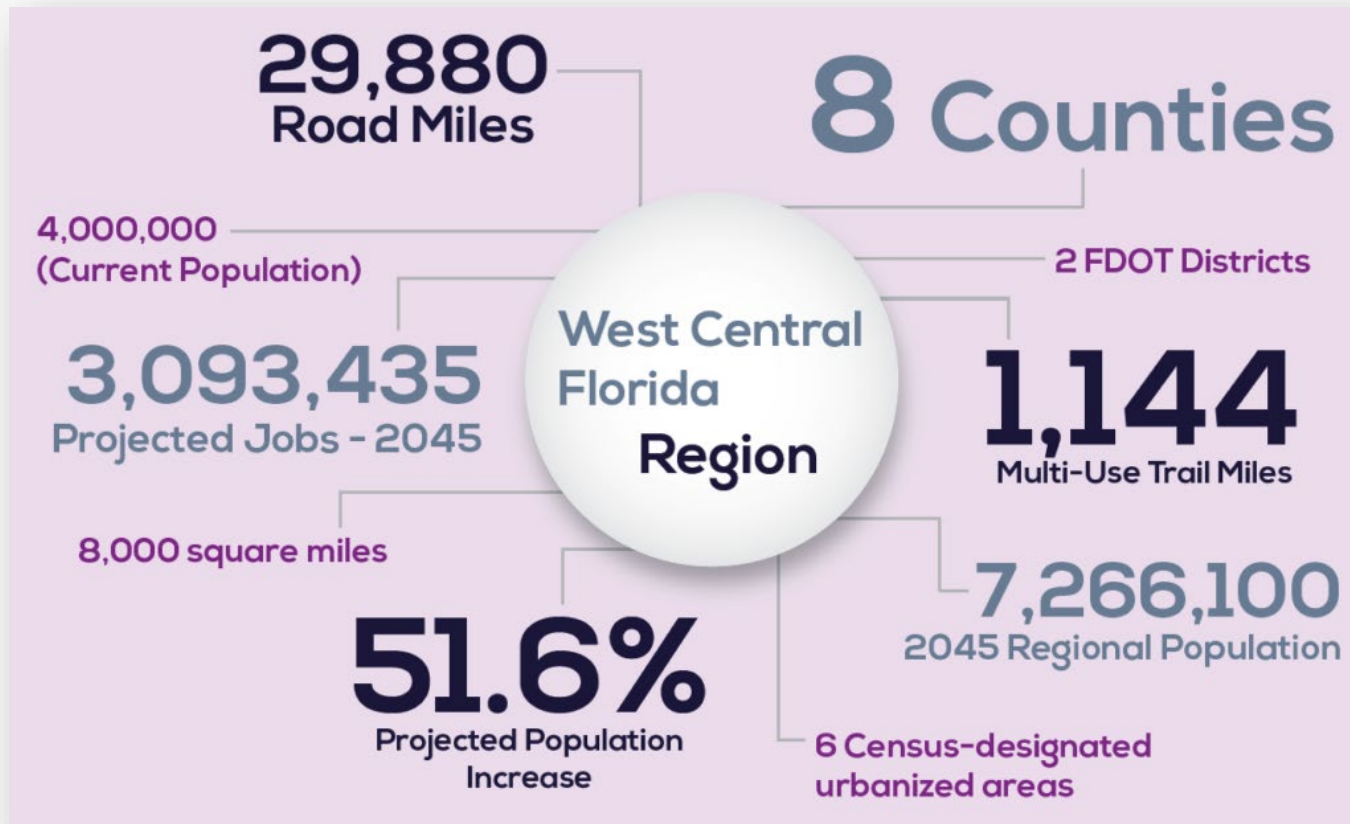 29,880
Road Miles
8 Counties
4,000,000
(Current Population)
2 FDOT Districts
3,093,435
Projected Jobs - 2045
West Central
Florida
Region
1,144
Multi-Use Trail Miles
8,000 square miles
7,266,100
2045 Regional Population
51.6%
Projected Population
Increase
6 Census-designated
urbanized areas